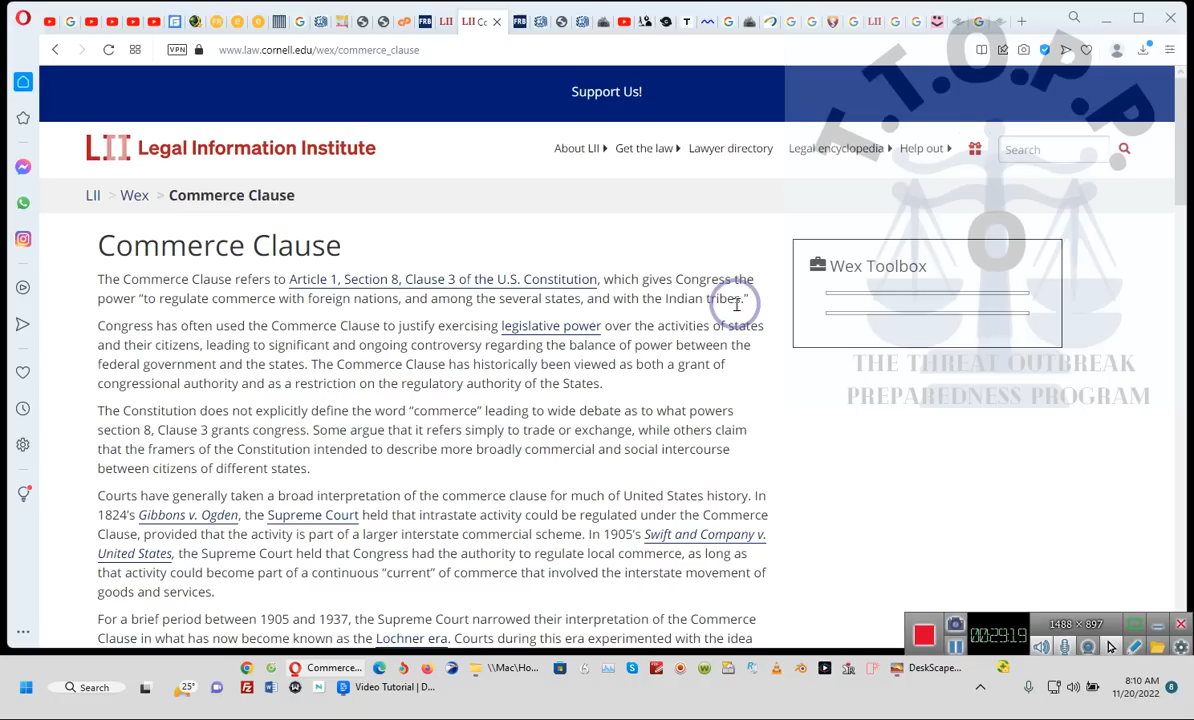 www.law.cornell.edu/wex/commerce_clause
VPN
Support Us!
T.T.O.P.P.
LII Legal Information Institute
About LII
Get the law
Lawyer directory
Legal encyclopedia
Help out
Search
LII > Wex > Commerce Clause
Commerce Clause
The Commerce Clause refers to Article 1, Section 8, Clause 3 of the U.S. Constitution, which gives Congress the
power “to regulate commerce with foreign nations, and among the several states, and with the Indian tribes.”
Congress has often used the Commerce Clause to justify exercising legislative power over the activities of states
and their citizens, leading to significant and ongoing controversy regarding the balance of power between the
federal government and the states. The Commerce Clause has historically been viewed as both a grant of
congressional authority and as a restriction on the regulatory authority of the States.
The Constitution does not explicitly define the word “commerce” leading to wide debate as to what powers
section 8, Clause 3 grants congress. Some argue that it refers simply to trade or exchange, while others claim
that the framers of the Constitution intended to describe more broadly commercial and social intercourse
between citizens of different states.
Courts have generally taken a broad interpretation of the commerce clause for much of United States history. In
1824’s Gibbons v. Ogden, the Supreme Court held that intrastate activity could be regulated under the Commerce
Clause, provided that the activity is part of a larger interstate commercial scheme. In 1905’s Swift and Company v.
United States, the Supreme Court held that Congress had the authority to regulate local commerce, as long as
that activity could become part of a continuous “current” of commerce that involved the interstate movement of
goods and services.
For a brief period between 1905 and 1937, the Supreme Court narrowed their interpretation of the Commerce
Clause in what has now become known as the Lochner era. Courts during this era experimented with the idea
Wex Toolbox
THE THREAT OUTBREAK
PREPAREDNESS PROGRAM
00:29:19
1488 × 897
Commerce...
\\Mac\Ho...
DeskScape...
Search
25°
Video Tutorial | D...
8:10 AM
11/20/2022
8